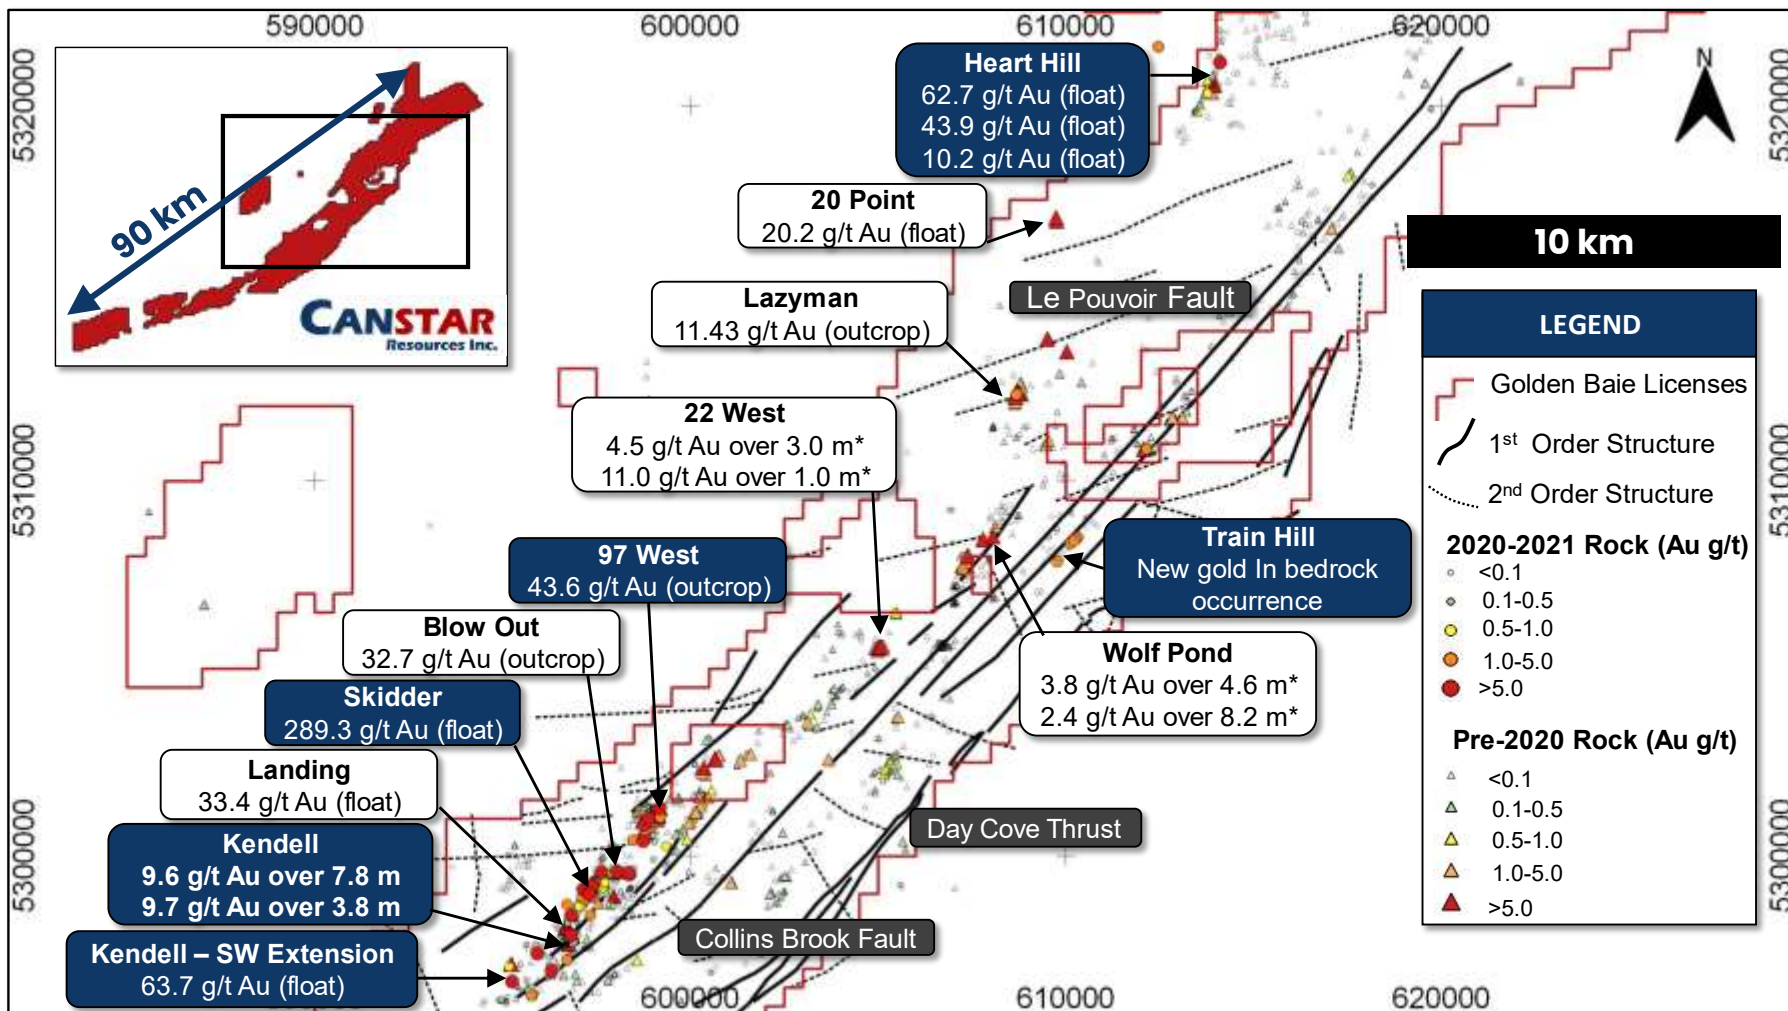 590000
600000
610000
620000
5320000
5320000
90 km
CANSTAR
Resources Inc.
Heart Hill
62.7 g/t Au (float)
43.9 g/t Au (float)
10.2 g/t Au (float)
N
20 Point
20.2 g/t Au (float)
10 km
Lazyman
11.43 g/t Au (outcrop)
Le Pouvoir Fault
22 West
4.5 g/t Au over 3.0 m*
11.0 g/t Au over 1.0 m*
5310000
5310000
97 West
43.6 g/t Au (outcrop)
Train Hill
New gold In bedrock
occurrence
Blow Out
32.7 g/t Au (outcrop)
Wolf Pond
3.8 g/t Au over 4.6 m*
2.4 g/t Au over 8.2 m*
Skidder
289.3 g/t Au (float)
Landing
33.4 g/t Au (float)
Day Cove Thrust
Kendell
9.6 g/t Au over 7.8 m
9.7 g/t Au over 3.8 m
5300000
5300000
Collins Brook Fault
Kendell – SW Extension
63.7 g/t Au (float)
600000
610000
620000
LEGEND
Golden Baie Licenses
1st Order Structure
2nd Order Structure
2020-2021 Rock (Au g/t)
<0.1
0.1-0.5
0.5-1.0
1.0-5.0
>5.0
Pre-2020 Rock (Au g/t)
<0.1
0.1-0.5
0.5-1.0
1.0-5.0
>5.0